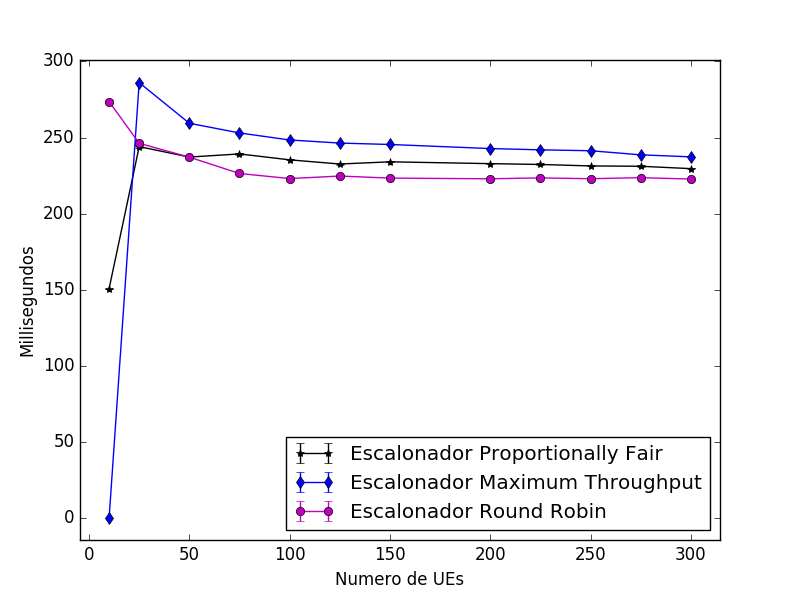 300
250
200
150
100
50
0
Millisegundos
Escalonador Proportionally Fair
Escalonador Maximum Throughput
Escalonador Round Robin
0 50 100 150 200 250 300
Numero de UEs